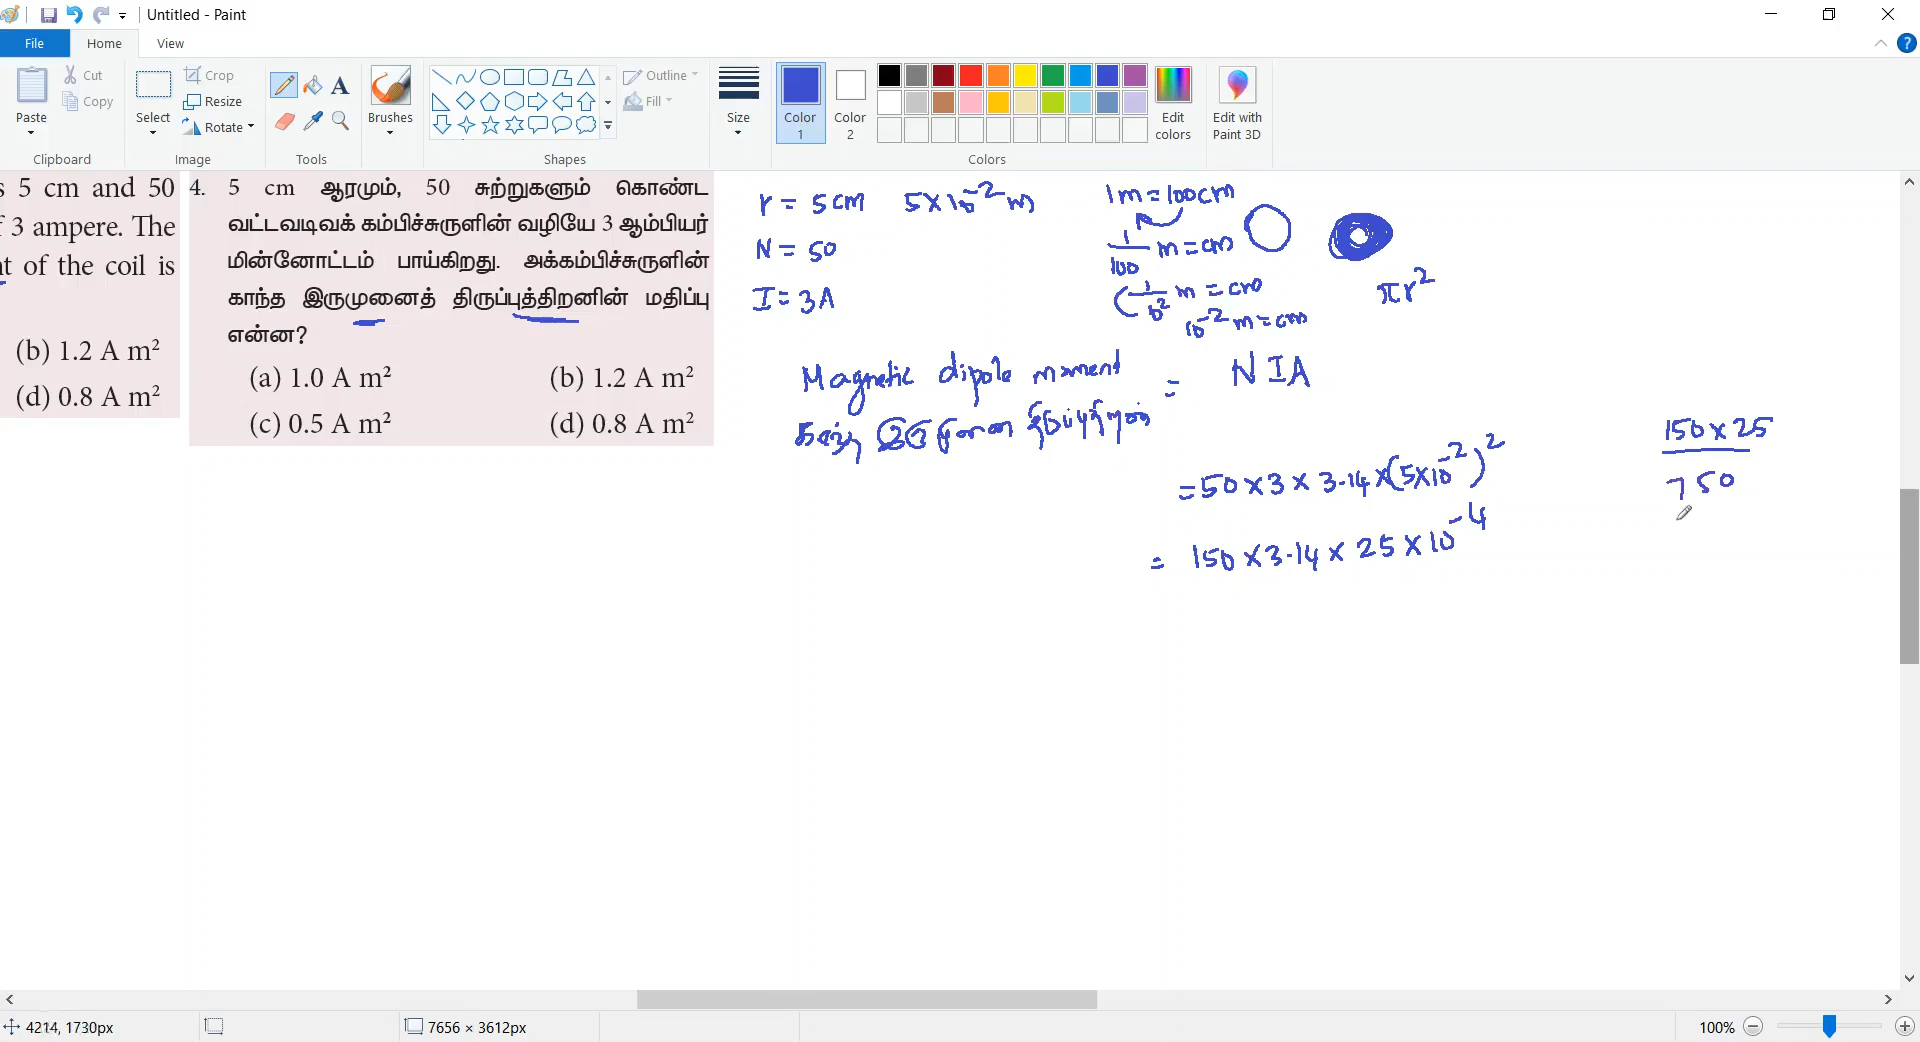 Untitled - Paint
File Home View
Cut
Copy
Paste
Clipboard
Crop
Resize
Rotate
Select
Image
Tools
Brushes
Outline
Fill
Shapes
Size
Color 1
Color 2
Edit colors
Edit with Paint 3D
Colors
s 5 cm and 50
f 3 ampere. The
t of the coil is
(b) 1.2 A m²
(d) 0.8 A m²
4. 5 cm ஆரமும், 50 சுற்றுகளும் கொண்ட
வட்டவடிவக் கம்பிச்சுருளின் வழியே 3 ஆம்பியர்
மின்னோட்டம் பாய்கிறது. அக்கம்பிச்சுருளின்
காந்த இருமுனைத் திருப்புத்திறனின் மதிப்பு
என்ன?
(a) 1.0 A m² (b) 1.2 A m²
(c) 0.5 A m² (d) 0.8 A m²
r = 5cm 5×10⁻² m
N = 50
I = 3A
1m = 100cm
1/100 m = cm
1/10² m = cm
10⁻² m = cm
πr²
Magnetic dipole moment = NIA
= 50 × 3 × 3.14 × (5×10⁻²)²
= 150 × 3.14 × 25 × 10⁻⁴
150 × 25
750
4214, 1730px
7656 × 3612px
100%